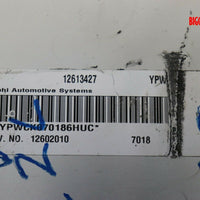 BIGG
12613427 YPW
phi Automotive Systems
YPWCK070186HUC*
V. NO. 12602010 7018